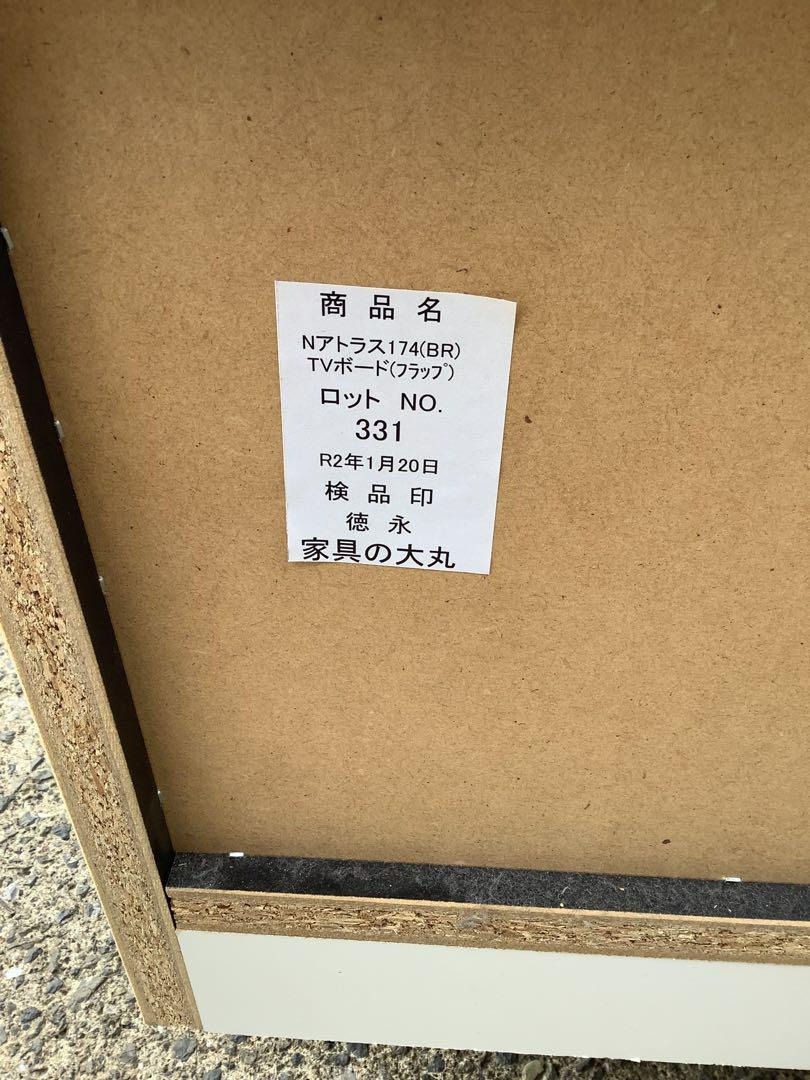 商品名
Nアトラス174(BR)
TVボード(フラップ)
ロット NO.
331
R2年1月20日
検品印
徳永
家具の大丸